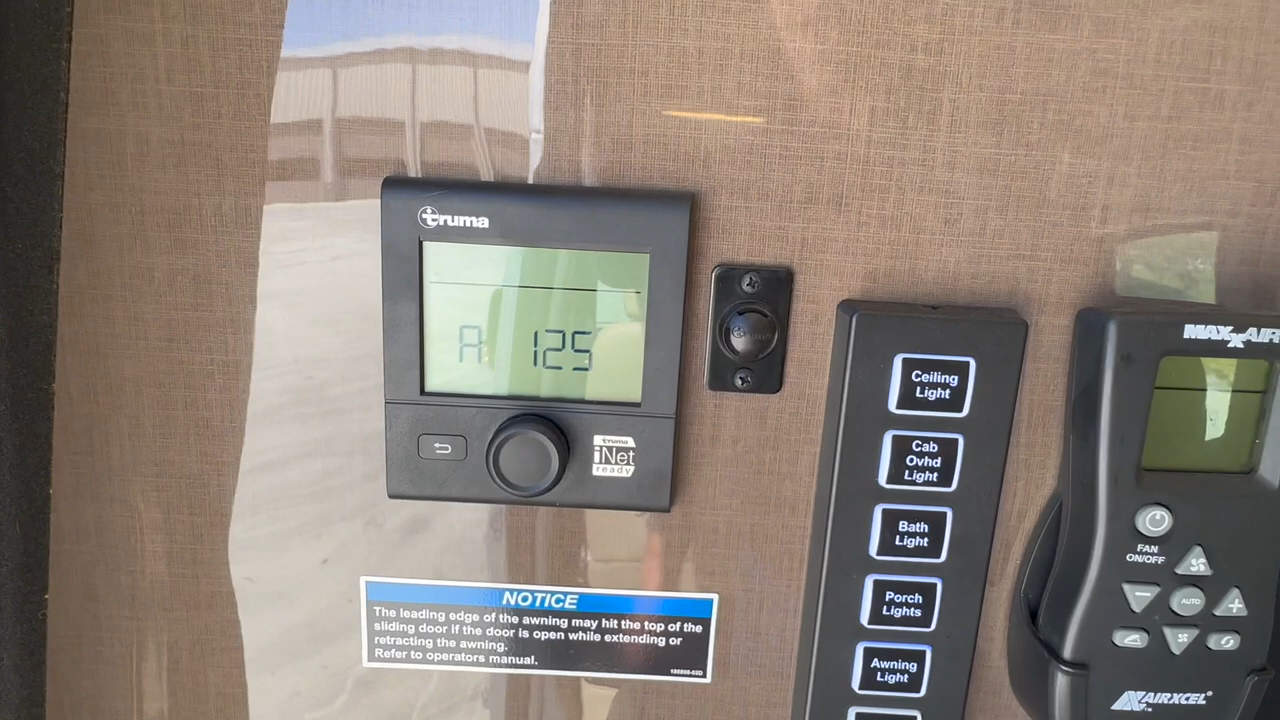 truma
A 125
truma
iNet
ready
NOTICE
The leading edge of the awning may hit the top of the
sliding door if the door is open while extending or
retracting the awning.
Refer to operators manual.
Ceiling
Light
Cab
Ovhd
Light
Bath
Light
Porch
Lights
Awning
Light
MAXXAIR
FAN
ON/OFF
AUTO
AIRXCEL